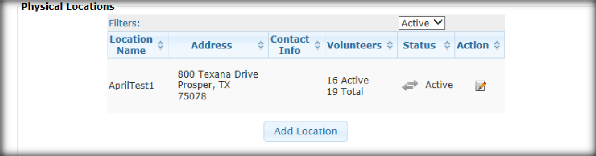 Physical Locations
Filters: Active
Location Name Address Contact Info Volunteers Status Action
AprilTest1 800 Texana Drive 16 Active Active
Prosper, TX 19 Total
75078
Add Location